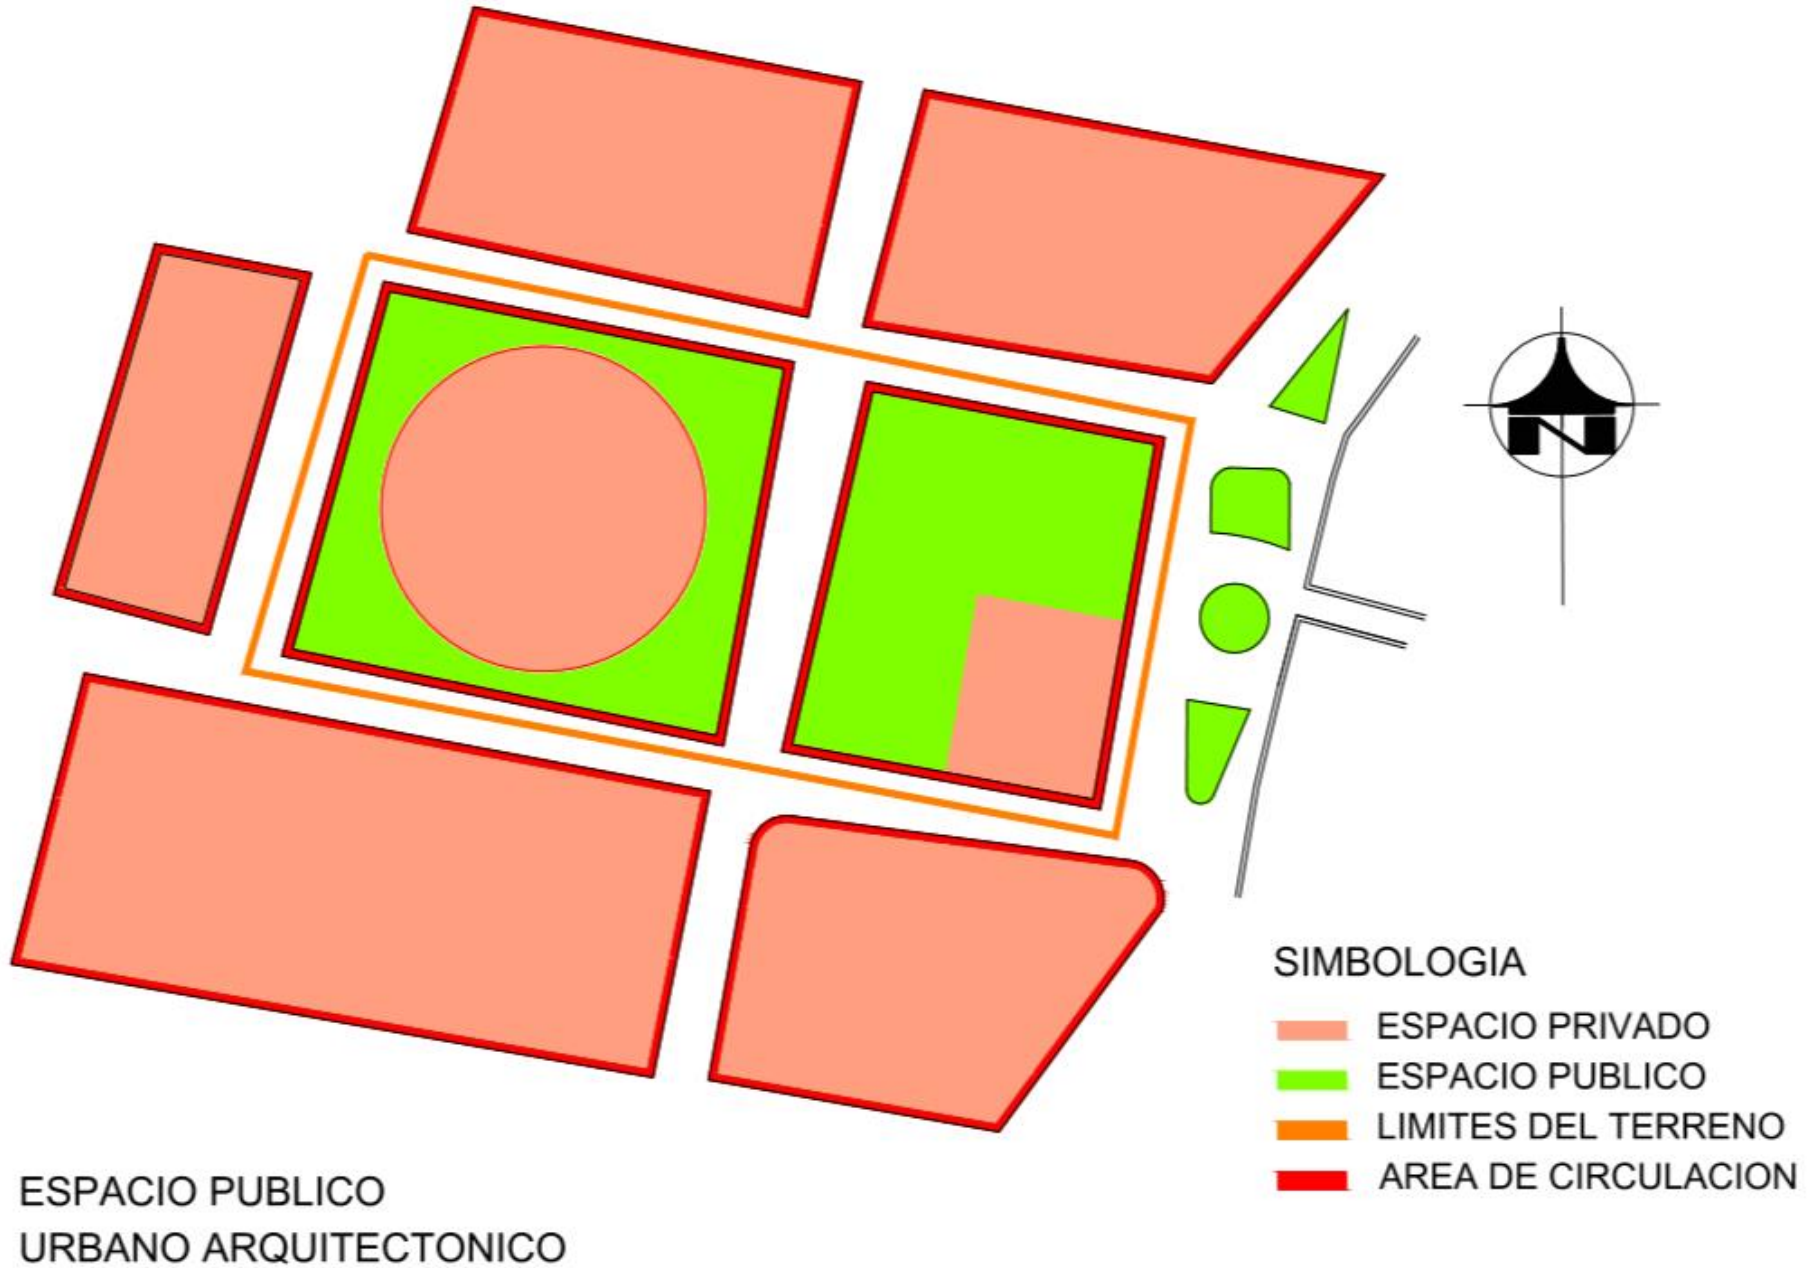 N
SIMBOLOGIA
ESPACIO PRIVADO
ESPACIO PUBLICO
LIMITES DEL TERRENO
AREA DE CIRCULACION
ESPACIO PUBLICO
URBANO ARQUITECTONICO